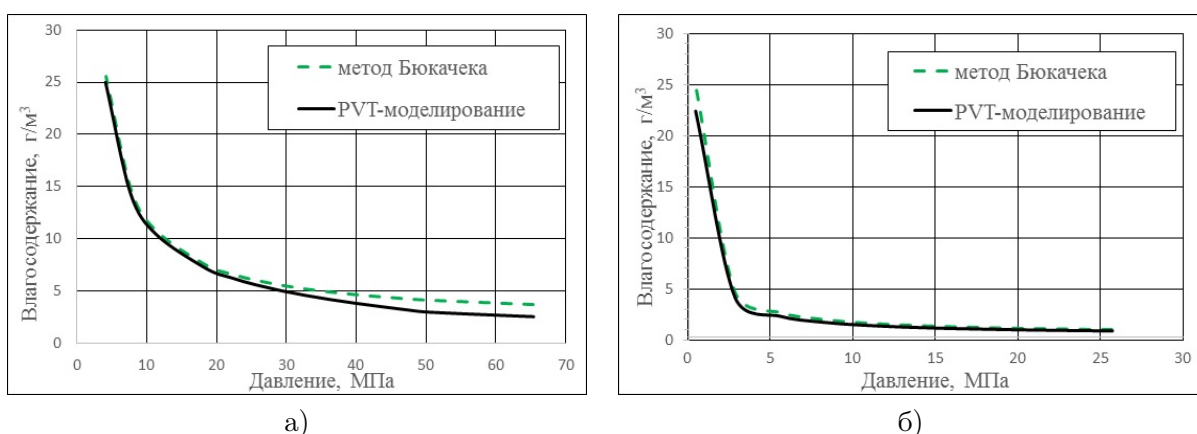 30
25
20
15
10
5
0
Влагосодержание, г/м³
метод Бюкачека
PVT-моделирование
0 10 20 30 40 50 60 70
Давление, МПа
а)
30
25
20
15
10
5
0
Влагосодержание, г/м³
метод Бюкачека
PVT-моделирование
0 5 10 15 20 25 30
Давление, МПа
б)